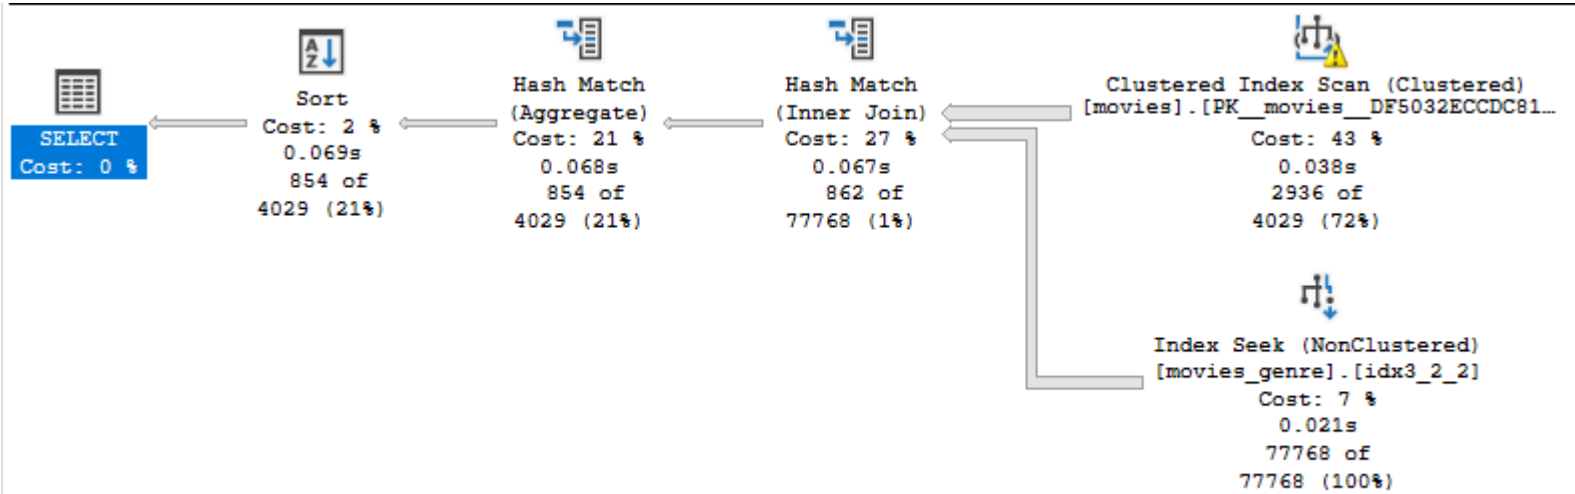 SELECT
Cost: 0 %
A
Z
Sort
Cost: 2 %
0.069s
854 of
4029 (21%)
Hash Match
(Aggregate)
Cost: 21 %
0.068s
854 of
4029 (21%)
Hash Match
(Inner Join)
Cost: 27 %
0.067s
862 of
77768 (1%)
Clustered Index Scan (Clustered)
[movies].[PK__movies__DF5032ECCDC81…
Cost: 43 %
0.038s
2936 of
4029 (72%)
Index Seek (NonClustered)
[movies_genre].[idx3_2_2]
Cost: 7 %
0.021s
77768 of
77768 (100%)